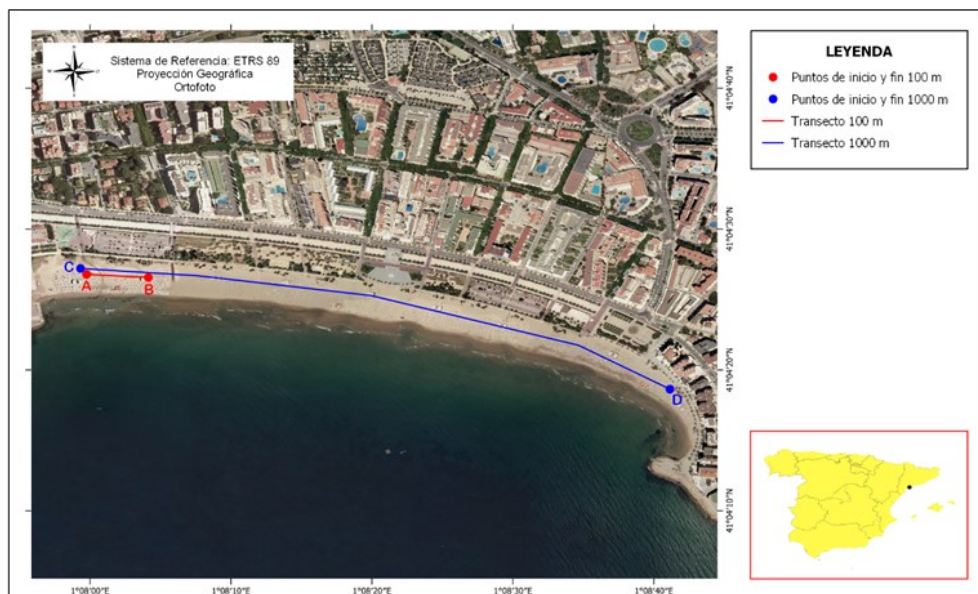 Sistema de Referencia: ETRS 89
Proyección Geográfica
Ortofoto
C
A
B
D
41°04'40"N
41°04'30"N
41°04'20"N
41°04'10"N
1°08'00"E
1°08'10"E
1°08'20"E
1°08'30"E
1°08'40"E
LEYENDA
Puntos de inicio y fin 100 m
Puntos de inicio y fin 1000 m
Transecto 100 m
Transecto 1000 m